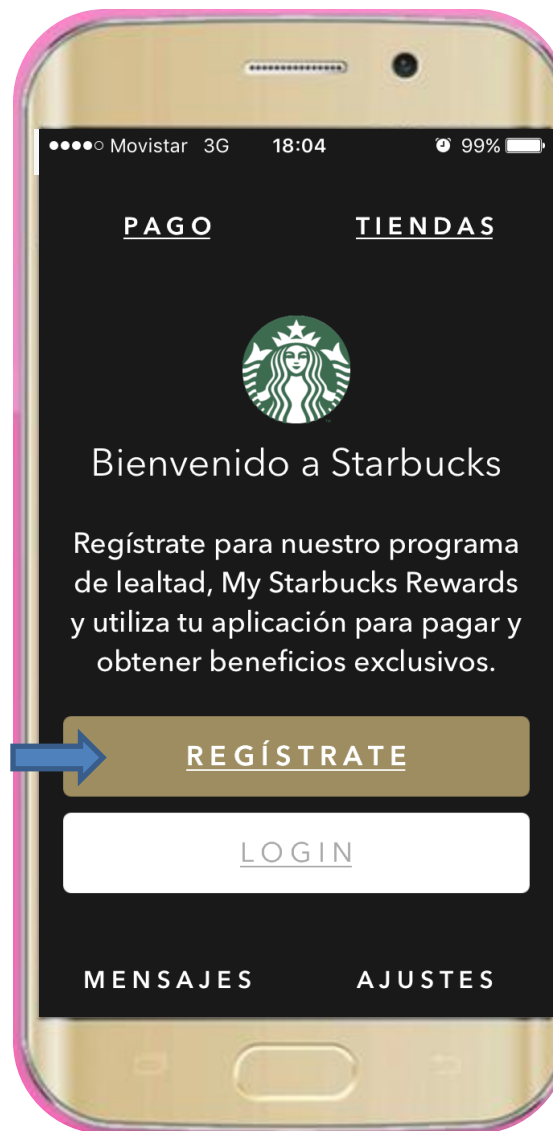 Movistar 3G 18:04 99%
PAGO TIENDAS
Bienvenido a Starbucks
Regístrate para nuestro programa
de lealtad, My Starbucks Rewards
y utiliza tu aplicación para pagar y
obtener beneficios exclusivos.
REGÍSTRATE
LOGIN
MENSAJES AJUSTES